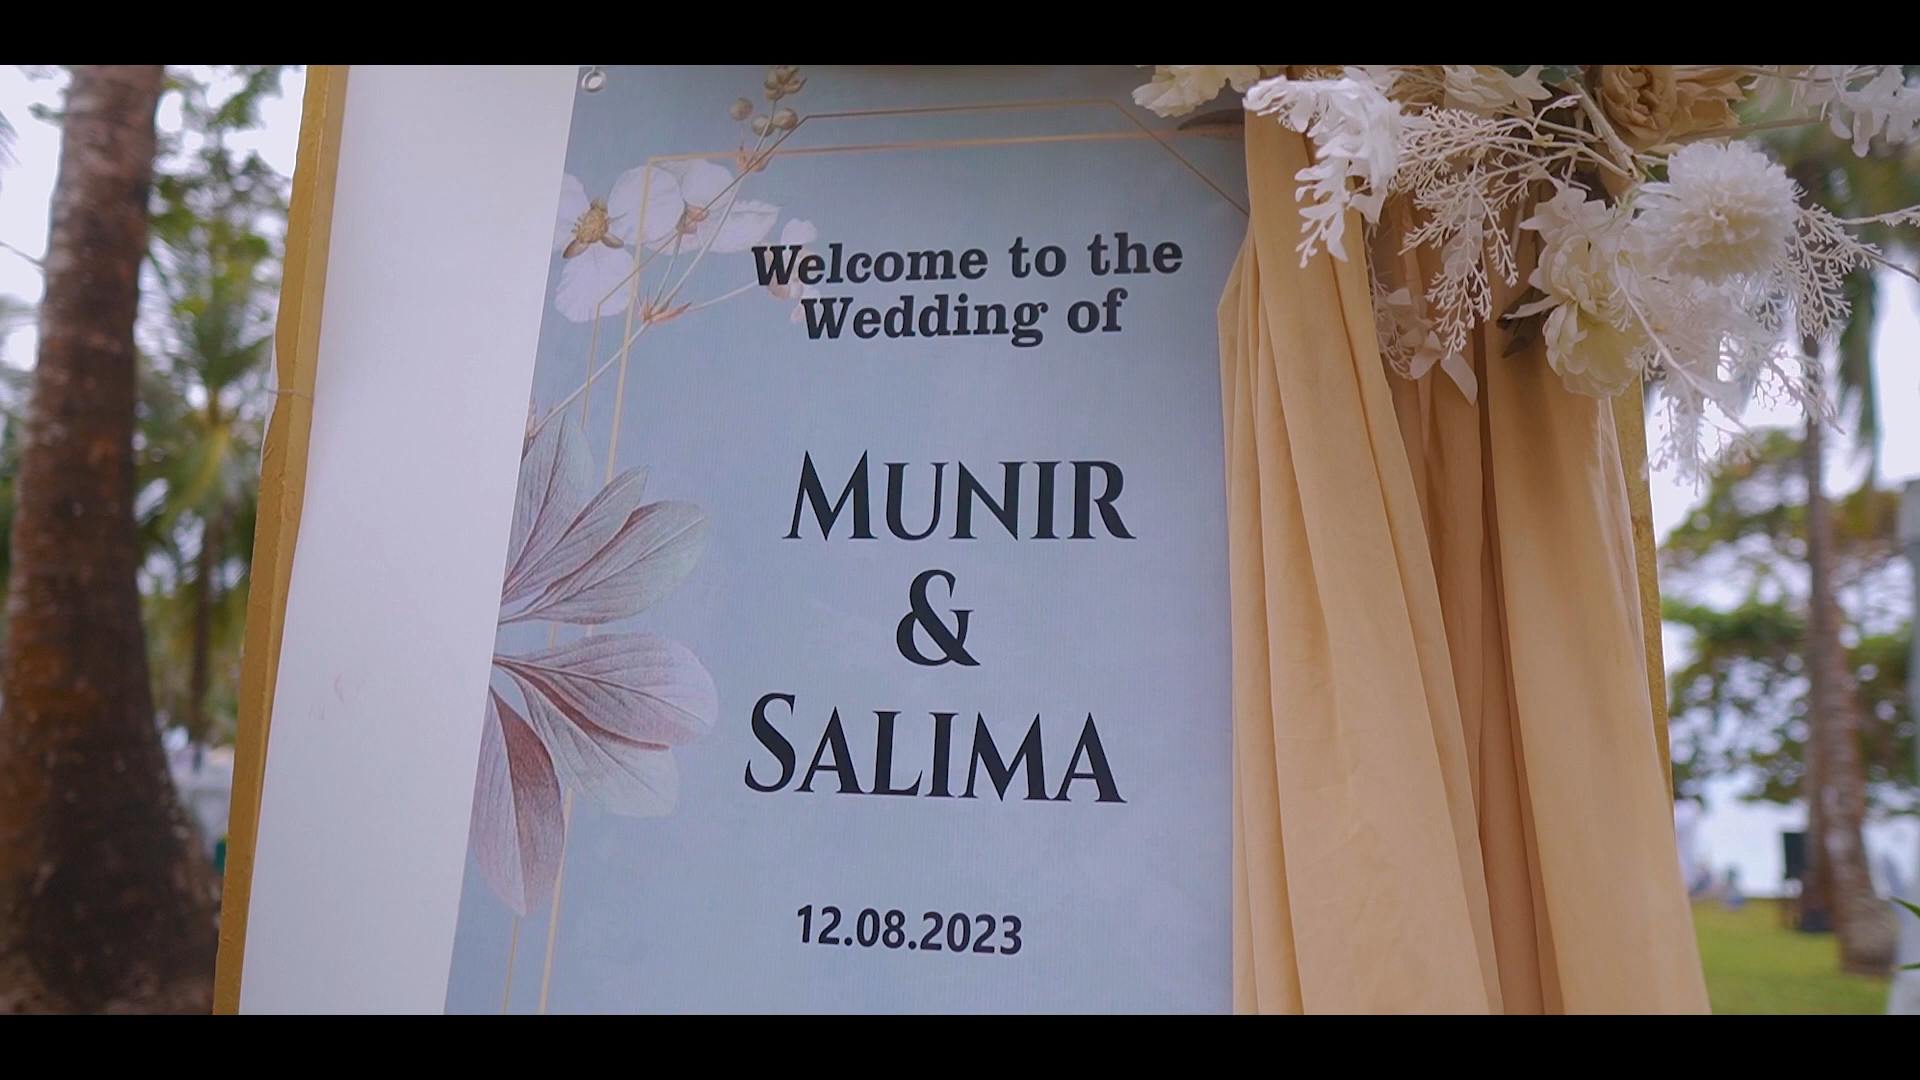 Welcome to the
Wedding of
MUNIR
&
SALIMA
12.08.2023